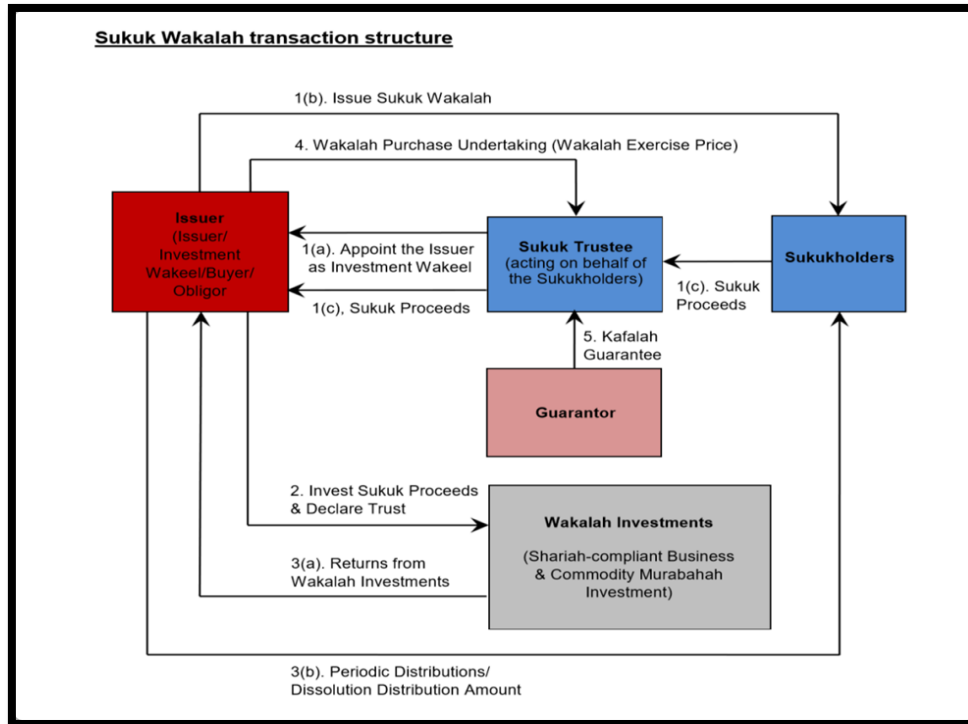 Sukuk Wakalah transaction structure
1(b). Issue Sukuk Wakalah
4. Wakalah Purchase Undertaking (Wakalah Exercise Price)
Issuer
(Issuer/
Investment
Wakeel/Buyer/
Obligor
1(a). Appoint the Issuer
as Investment Wakeel
1(c), Sukuk Proceeds
Sukuk Trustee
(acting on behalf of
the Sukukholders)
1(c). Sukuk
Proceeds
Sukukholders
5. Kafalah
Guarantee
Guarantor
2. Invest Sukuk Proceeds
& Declare Trust
3(a). Returns from
Wakalah Investments
Wakalah Investments
(Shariah-compliant Business
& Commodity Murabahah
Investment)
3(b). Periodic Distributions/
Dissolution Distribution Amount